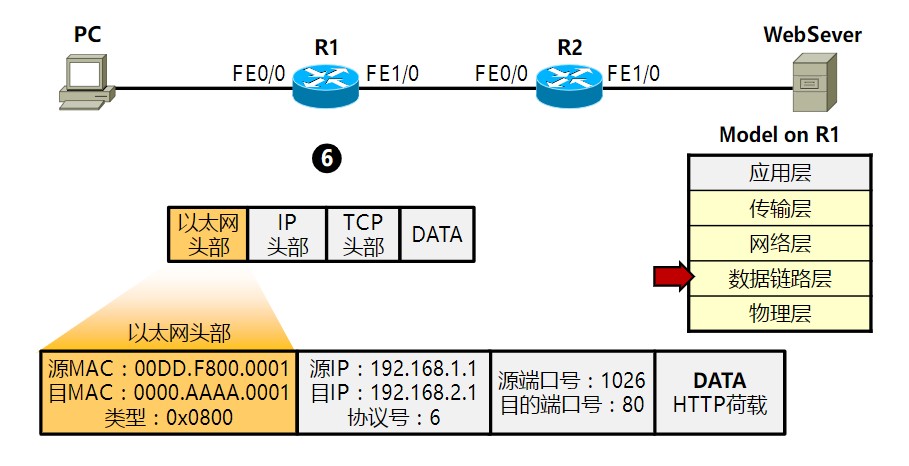 PC
R1
R2
WebSever
FE0/0
FE1/0
FE0/0
FE1/0
Model on R1
6
应用层
传输层
网络层
数据链路层
物理层
以太网
头部
IP
头部
TCP
头部
DATA
以太网头部
源MAC：00DD.F800.0001
目MAC：0000.AAAA.0001
类型：0x0800
源IP：192.168.1.1
目IP：192.168.2.1
协议号：6
源端口号：1026
目的端口号：80
DATA
HTTP荷载